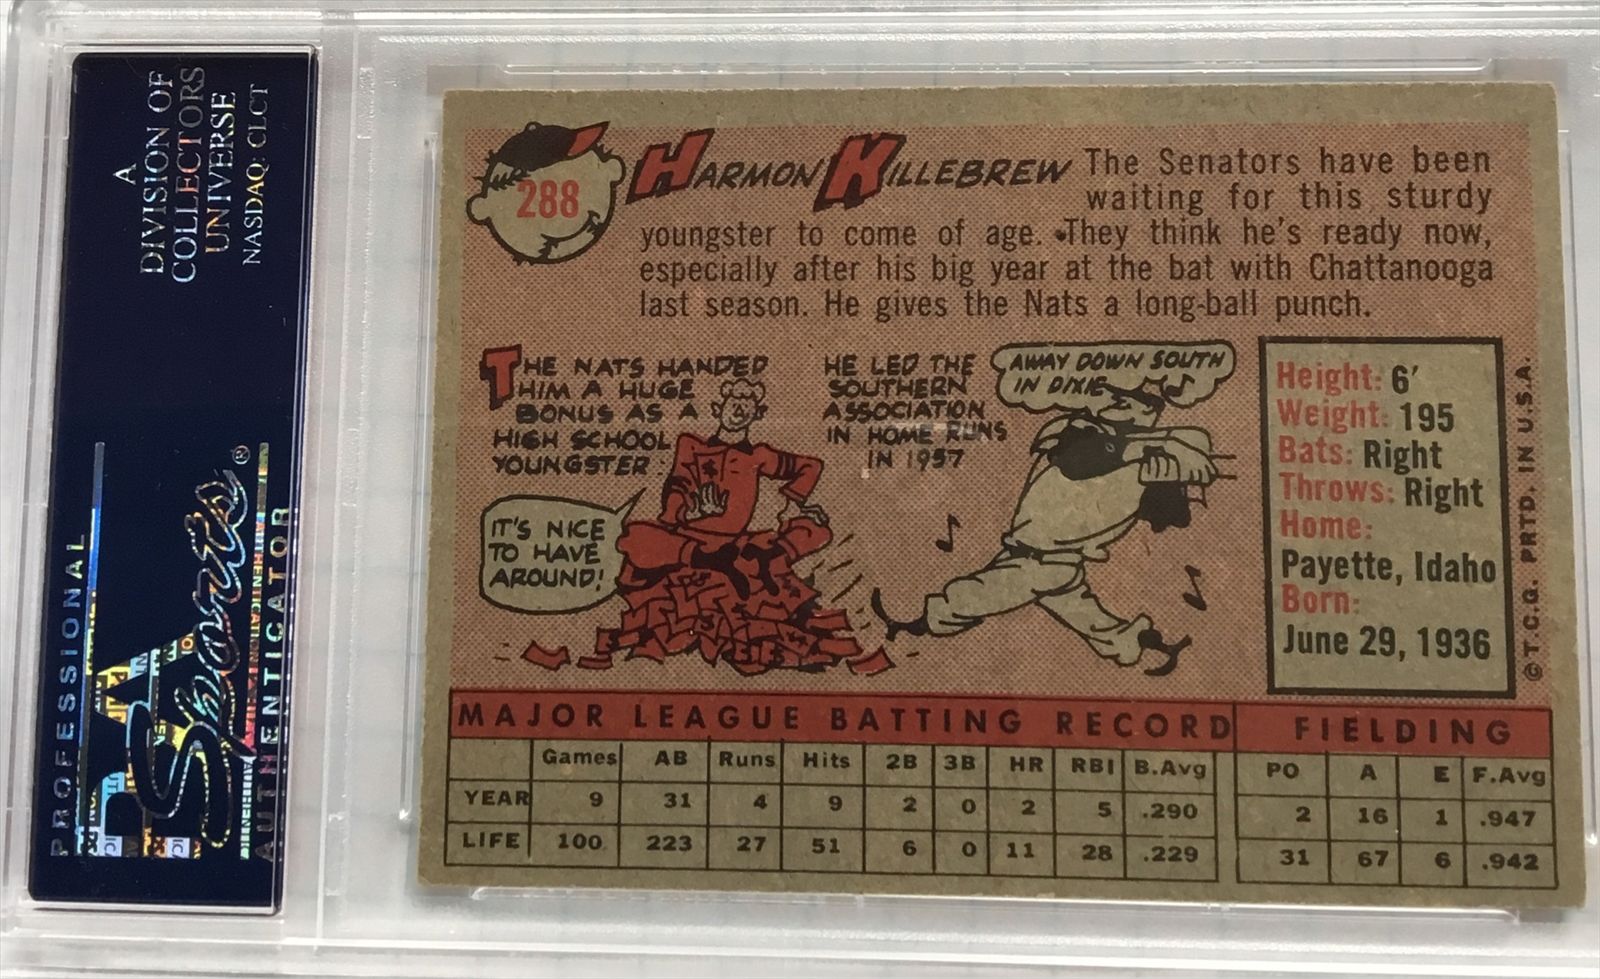 A
DIVISION OF
COLLECTORS
UNIVERSE
NASDAQ: CLCT
PROFESSIONAL
Sports®
AUTHENTICATOR
288
HARMON KILLEBREW
The Senators have been
waiting for this sturdy
youngster to come of age. They think he's ready now,
especially after his big year at the bat with Chattanooga
last season. He gives the Nats a long-ball punch.
THE NATS HANDED
HIM A HUGE
BONUS AS A
HIGH SCHOOL
YOUNGSTER
IT'S NICE
TO HAVE
AROUND!
HE LED THE
SOUTHERN
ASSOCIATION
IN HOME RUNS
IN 1957
AWAY DOWN SOUTH
IN DIXIE
Height: 6'
Weight: 195
Bats: Right
Throws: Right
Home:
Payette, Idaho
Born:
June 29, 1936
© T.C.G. PRTD. IN U.S.A.
MAJOR LEAGUE BATTING RECORD FIELDING
Games AB Runs Hits 2B 3B HR RBI B.Avg PO A E F.Avg
YEAR 9 31 4 9 2 0 2 5 .290 2 16 1 .947
LIFE 100 223 27 51 6 0 11 28 .229 31 67 6 .942